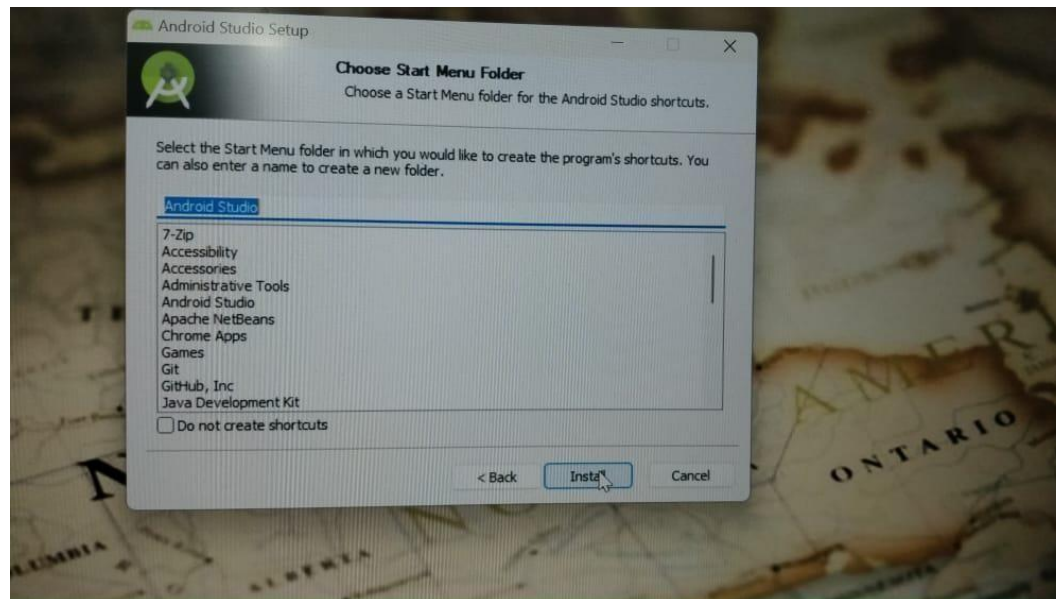 Android Studio Setup
Choose Start Menu Folder
Choose a Start Menu folder for the Android Studio shortcuts.
Select the Start Menu folder in which you would like to create the program's shortcuts. You
can also enter a name to create a new folder.
Android Studio
7-Zip
Accessibility
Accessories
Administrative Tools
Android Studio
Apache NetBeans
Chrome Apps
Games
Git
GitHub, Inc
Java Development Kit
Do not create shortcuts
< Back
Install
Cancel
ONTARIO
ALBERTA